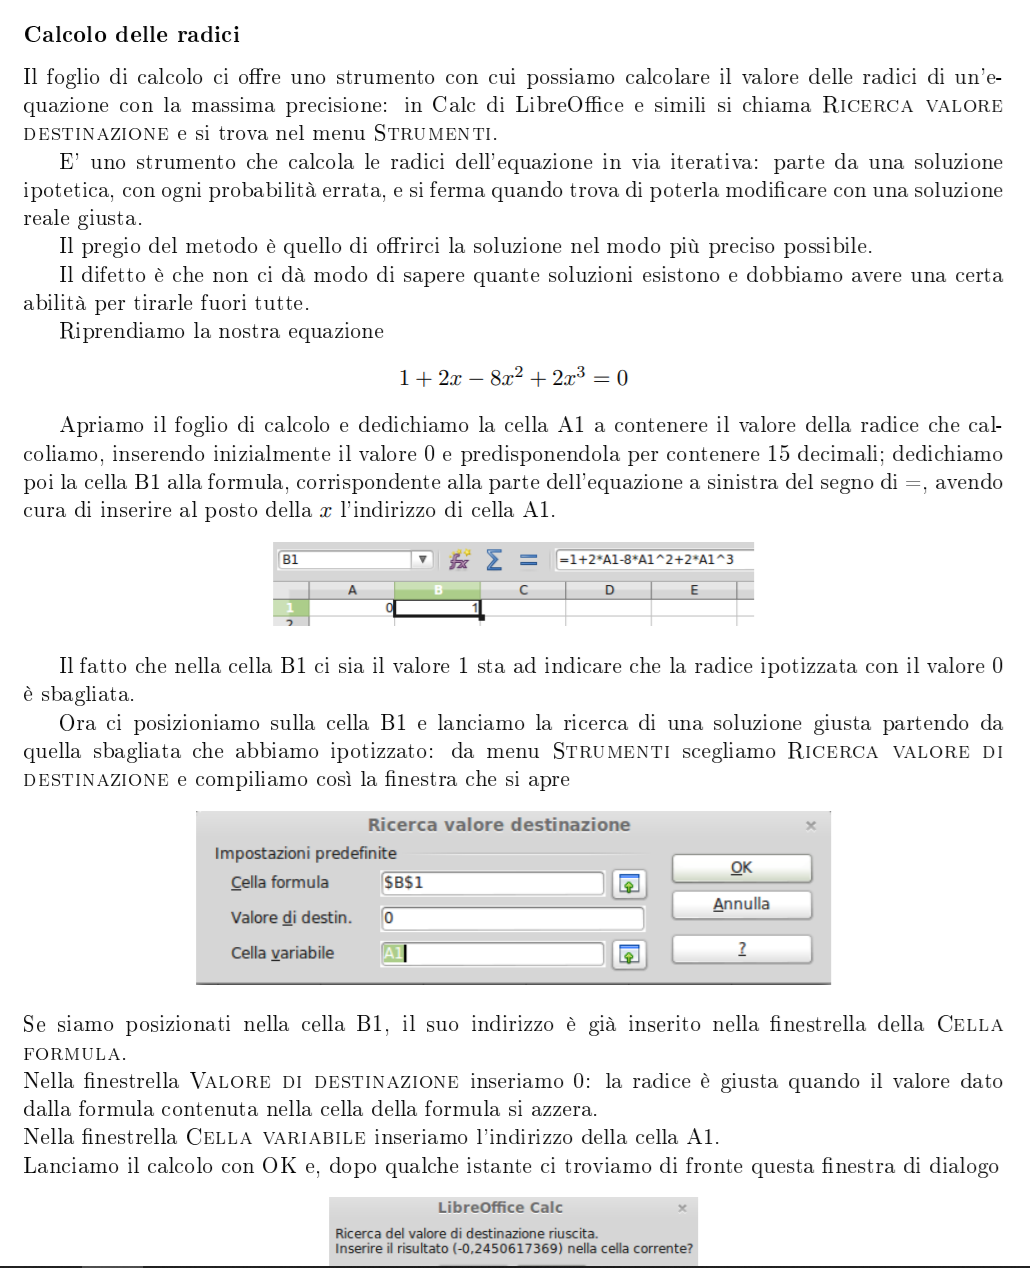 Calcolo delle radici
Il foglio di calcolo ci offre uno strumento con cui possiamo calcolare il valore delle radici di un'e-
quazione con la massima precisione: in Calc di LibreOffice e simili si chiama RICERCA VALORE
DESTINAZIONE e si trova nel menu STRUMENTI.
E' uno strumento che calcola le radici dell'equazione in via iterativa: parte da una soluzione
ipotetica, con ogni probabilità errata, e si ferma quando trova di poterla modificare con una soluzione
reale giusta.
Il pregio del metodo è quello di offrirci la soluzione nel modo più preciso possibile.
Il difetto è che non ci dà modo di sapere quante soluzioni esistono e dobbiamo avere una certa
abilità per tirarle fuori tutte.
Riprendiamo la nostra equazione
1 + 2x − 8x² + 2x³ = 0
Apriamo il foglio di calcolo e dedichiamo la cella A1 a contenere il valore della radice che cal-
coliamo, inserendo inizialmente il valore 0 e predisponendola per contenere 15 decimali; dedichiamo
poi la cella B1 alla formula, corrispondente alla parte dell'equazione a sinistra del segno di =, avendo
cura di inserire al posto della x l'indirizzo di cella A1.
B1 =1+2*A1-8*A1^2+2*A1^3
A B C D E
1 0 1
2
Il fatto che nella cella B1 ci sia il valore 1 sta ad indicare che la radice ipotizzata con il valore 0
è sbagliata.
Ora ci posizioniamo sulla cella B1 e lanciamo la ricerca di una soluzione giusta partendo da
quella sbagliata che abbiamo ipotizzato: da menu STRUMENTI scegliamo RICERCA VALORE DI
DESTINAZIONE e compiliamo così la finestra che si apre
Ricerca valore destinazione
Impostazioni predefinite
Cella formula $B$1 OK
Valore di destin. 0 Annulla
Cella variabile A1 ?
Se siamo posizionati nella cella B1, il suo indirizzo è già inserito nella finestrella della CELLA
FORMULA.
Nella finestrella VALORE DI DESTINAZIONE inseriamo 0: la radice è giusta quando il valore dato
dalla formula contenuta nella cella della formula si azzera.
Nella finestrella CELLA VARIABILE inseriamo l'indirizzo della cella A1.
Lanciamo il calcolo con OK e, dopo qualche istante ci troviamo di fronte questa finestra di dialogo
LibreOffice Calc
Ricerca del valore di destinazione riuscita.
Inserire il risultato (-0,2450617369) nella cella corrente?